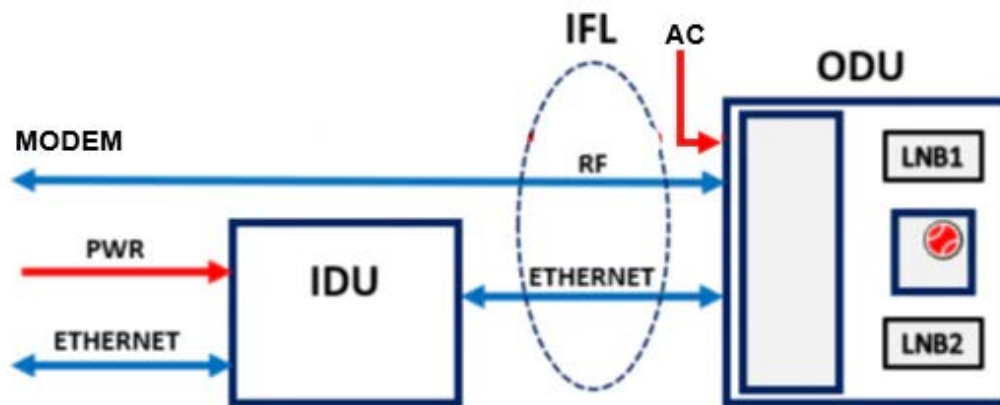 IFL
AC
ODU
MODEM
RF
LNB1
PWR
IDU
ETHERNET
ETHERNET
LNB2